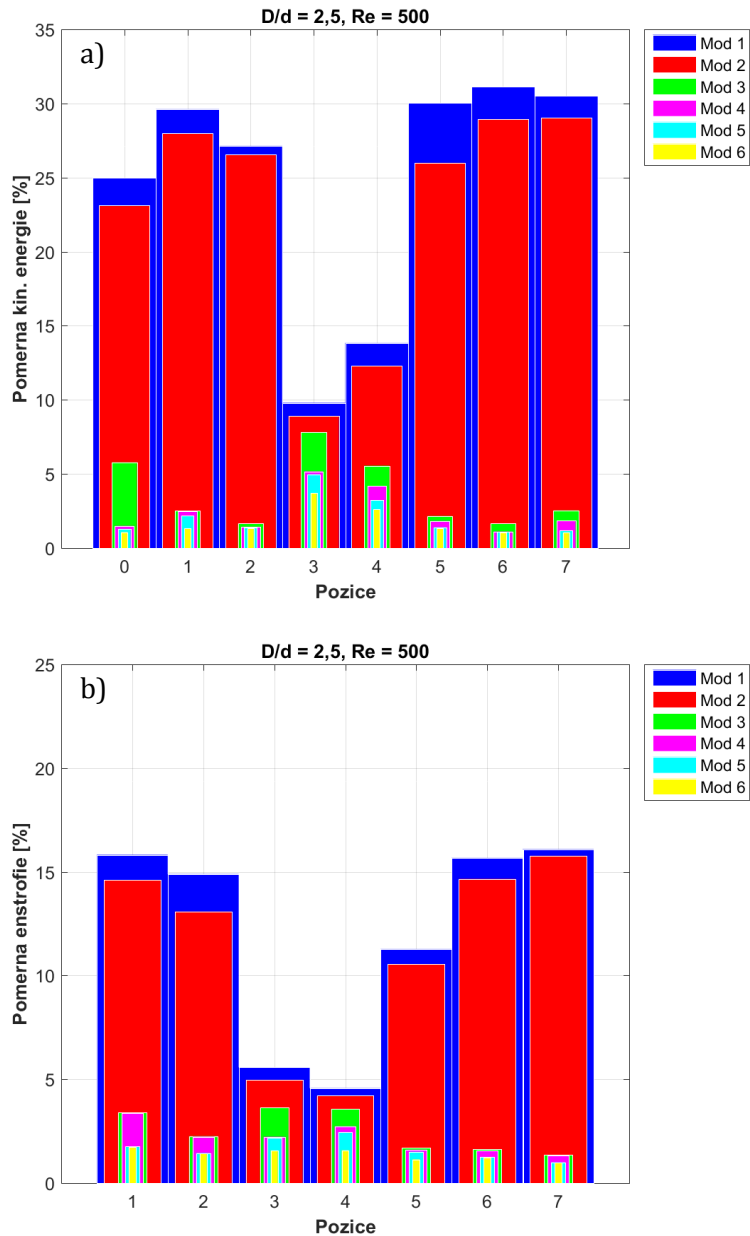 D/d = 2,5, Re = 500
a)
Pomerna kin. energie [%]
35
30
25
20
15
10
5
0
0 1 2 3 4 5 6 7
Pozice
Mod 1
Mod 2
Mod 3
Mod 4
Mod 5
Mod 6
D/d = 2,5, Re = 500
b)
Pomerna enstrofie [%]
25
20
15
10
5
0
1 2 3 4 5 6 7
Pozice
Mod 1
Mod 2
Mod 3
Mod 4
Mod 5
Mod 6